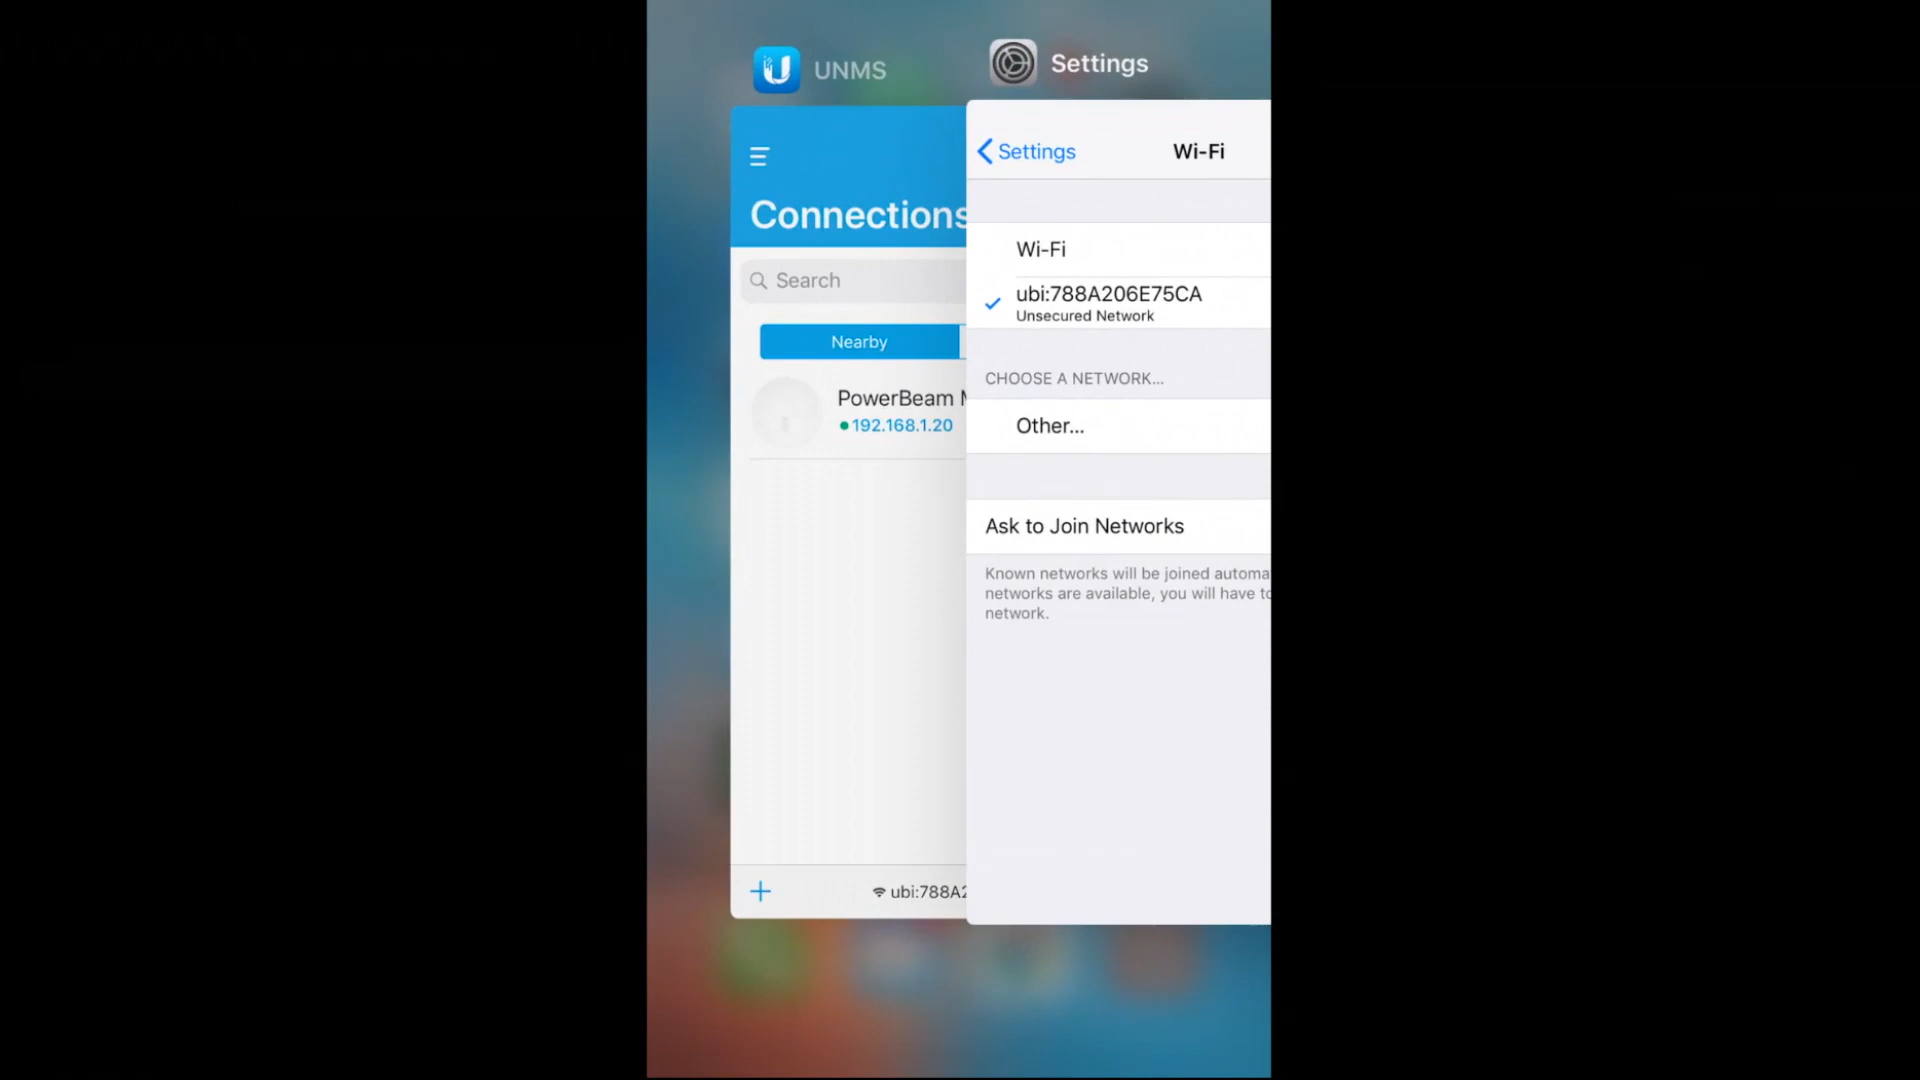 UNMS
Settings
Connections
Search
Nearby
PowerBeam
192.168.1.20
ubi:788A2
Settings
Wi-Fi
Wi-Fi
ubi:788A206E75CA
Unsecured Network
CHOOSE A NETWORK...
Other...
Ask to Join Networks
Known networks will be joined automa
networks are available, you will have to
network.